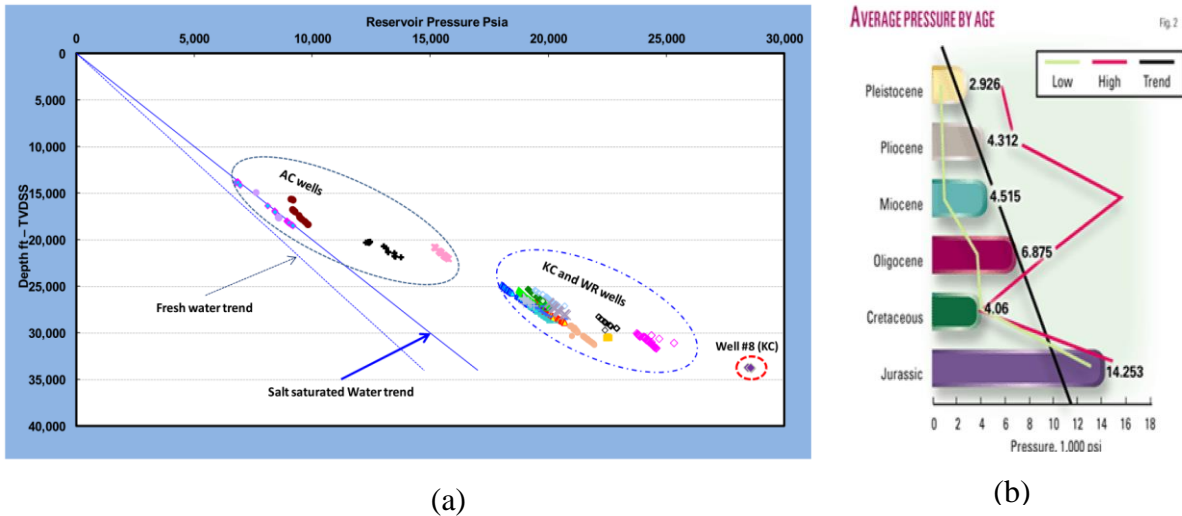 Reservoir Pressure Psia
0
5,000
10,000
15,000
20,000
25,000
30,000
0
5,000
10,000
15,000
20,000
25,000
30,000
35,000
40,000
Depth ft – TVDSS
AC wells
KC and WR wells
Well #8 (KC)
Fresh water trend
Salt saturated Water trend
(a)
AVERAGE PRESSURE BY AGE
Fig. 2
Low
High
Trend
Pleistocene
2.926
Pliocene
4.312
Miocene
4.515
Oligocene
6.875
Cretaceous
4.06
Jurassic
14.253
0 2 4 6 8 10 12 14 16 18
Pressure, 1,000 psi
(b)